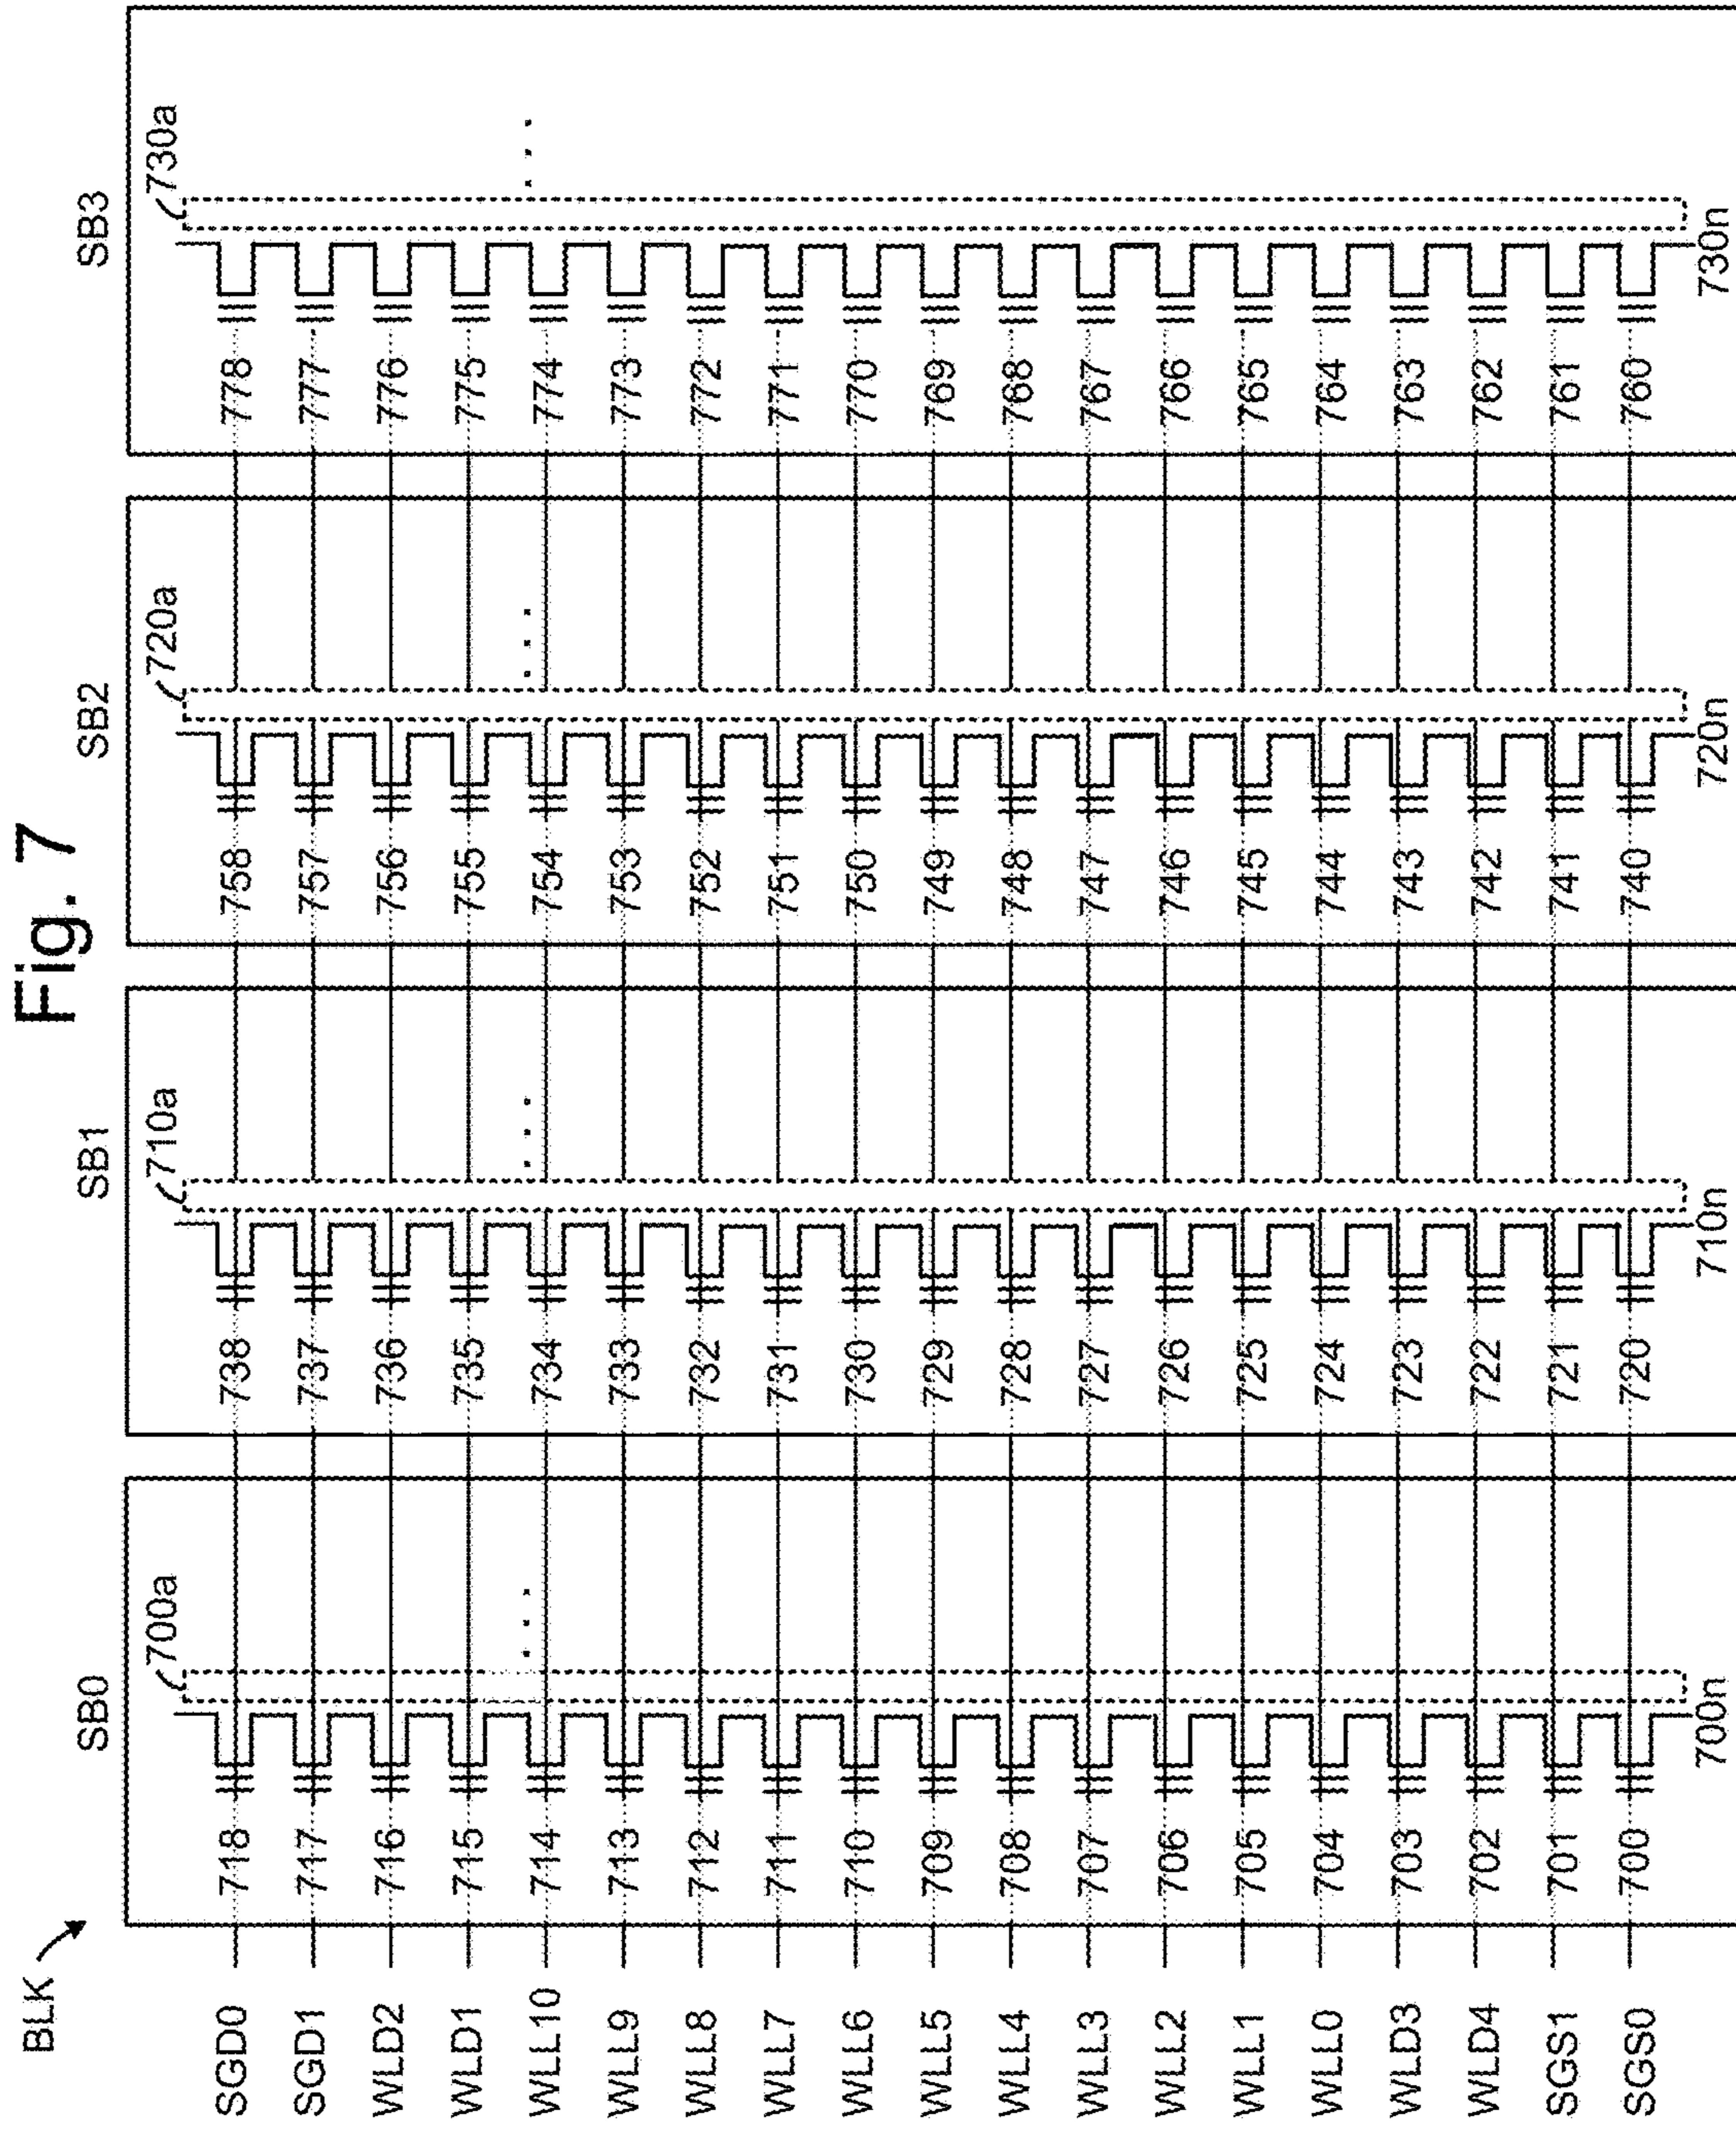 Fig. 7
BLK
SB0 SB1 SB2 SB3
700a 710a 720a 730a
SGD0 718 738 758 778
SGD1 717 737 757 777
WLD2 716 736 756 776
WLD1 715 735 755 775
WLL10 714 734 754 774
WLL9 713 733 753 773
WLL8 712 732 752 772
WLL7 711 731 751 771
WLL6 710 730 750 770
WLL5 709 729 749 769
WLL4 708 728 748 768
WLL3 707 727 747 767
WLL2 706 726 746 766
WLL1 705 725 745 765
WLL0 704 724 744 764
WLD3 703 723 743 763
WLD4 702 722 742 762
SGS1 701 721 741 761
SGS0 700 720 740 760
700n 710n 720n 730n